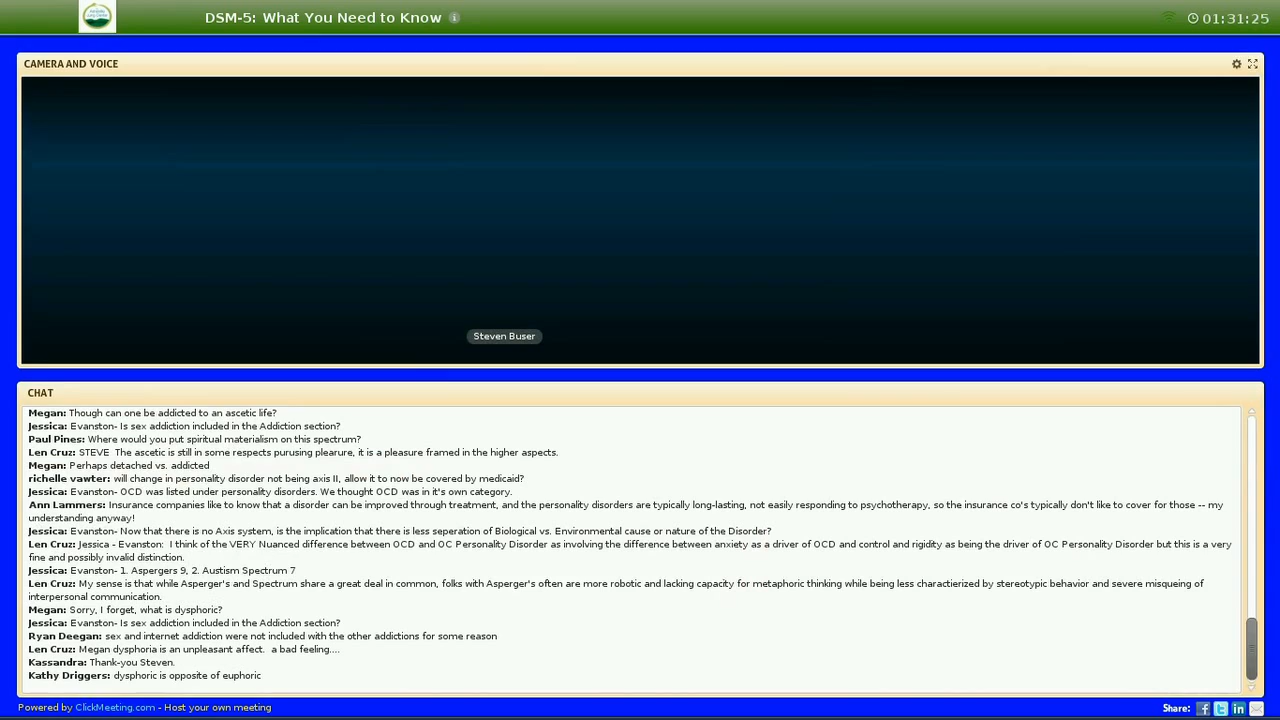 DSM-5: What You Need to Know
01:31:25
CAMERA AND VOICE
Steven Buser
CHAT
Megan: Though can one be addicted to an ascetic life?
Jessica: Evanston- Is sex addiction included in the Addiction section?
Paul Pines: Where would you put spiritual materialism on this spectrum?
Len Cruz: STEVE  The ascetic is still in some respects purusing plearure, it is a pleasure framed in the higher aspects.
Megan: Perhaps detached vs. addicted
richelle vawter: will change in personality disorder not being axis II, allow it to now be covered by medicaid?
Jessica: Evanston- OCD was listed under personality disorders. We thought OCD was in it's own category.
Ann Lammers: Insurance companies like to know that a disorder can be improved through treatment, and the personality disorders are typically long-lasting, not easily responding to psychotherapy, so the insurance co's typically don't like to cover for those -- my
understanding anyway!
Jessica: Evanston- Now that there is no Axis system, is the implication that there is less seperation of Biological vs. Environmental cause or nature of the Disorder?
Len Cruz: Jessica - Evanston:  I think of the VERY Nuanced difference between OCD and OC Personality Disorder as involving the difference between anxiety as a driver of OCD and control and rigidity as being the driver of OC Personality Disorder but this is a very
fine and possibly invalid distinction.
Jessica: Evanston- 1. Aspergers 9, 2. Austism Spectrum 7
Len Cruz: My sense is that while Asperger's and Spectrum share a great deal in common, folks with Asperger's often are more robotic and lacking capacity for metaphoric thinking while being less characterized by stereotypic behavior and severe misqueing of
interpersonal communication.
Megan: Sorry, I forget, what is dysphoric?
Jessica: Evanston- Is sex addiction included in the Addiction section?
Ryan Deegan: sex and internet addiction were not included with the other addictions for some reason
Len Cruz: Megan dysphoria is an unpleasant affect.  a bad feeling....
Kassandra: Thank-you Steven.
Kathy Driggers: dysphoric is opposite of euphoric
Powered by ClickMeeting.com - Host your own meeting
Share: